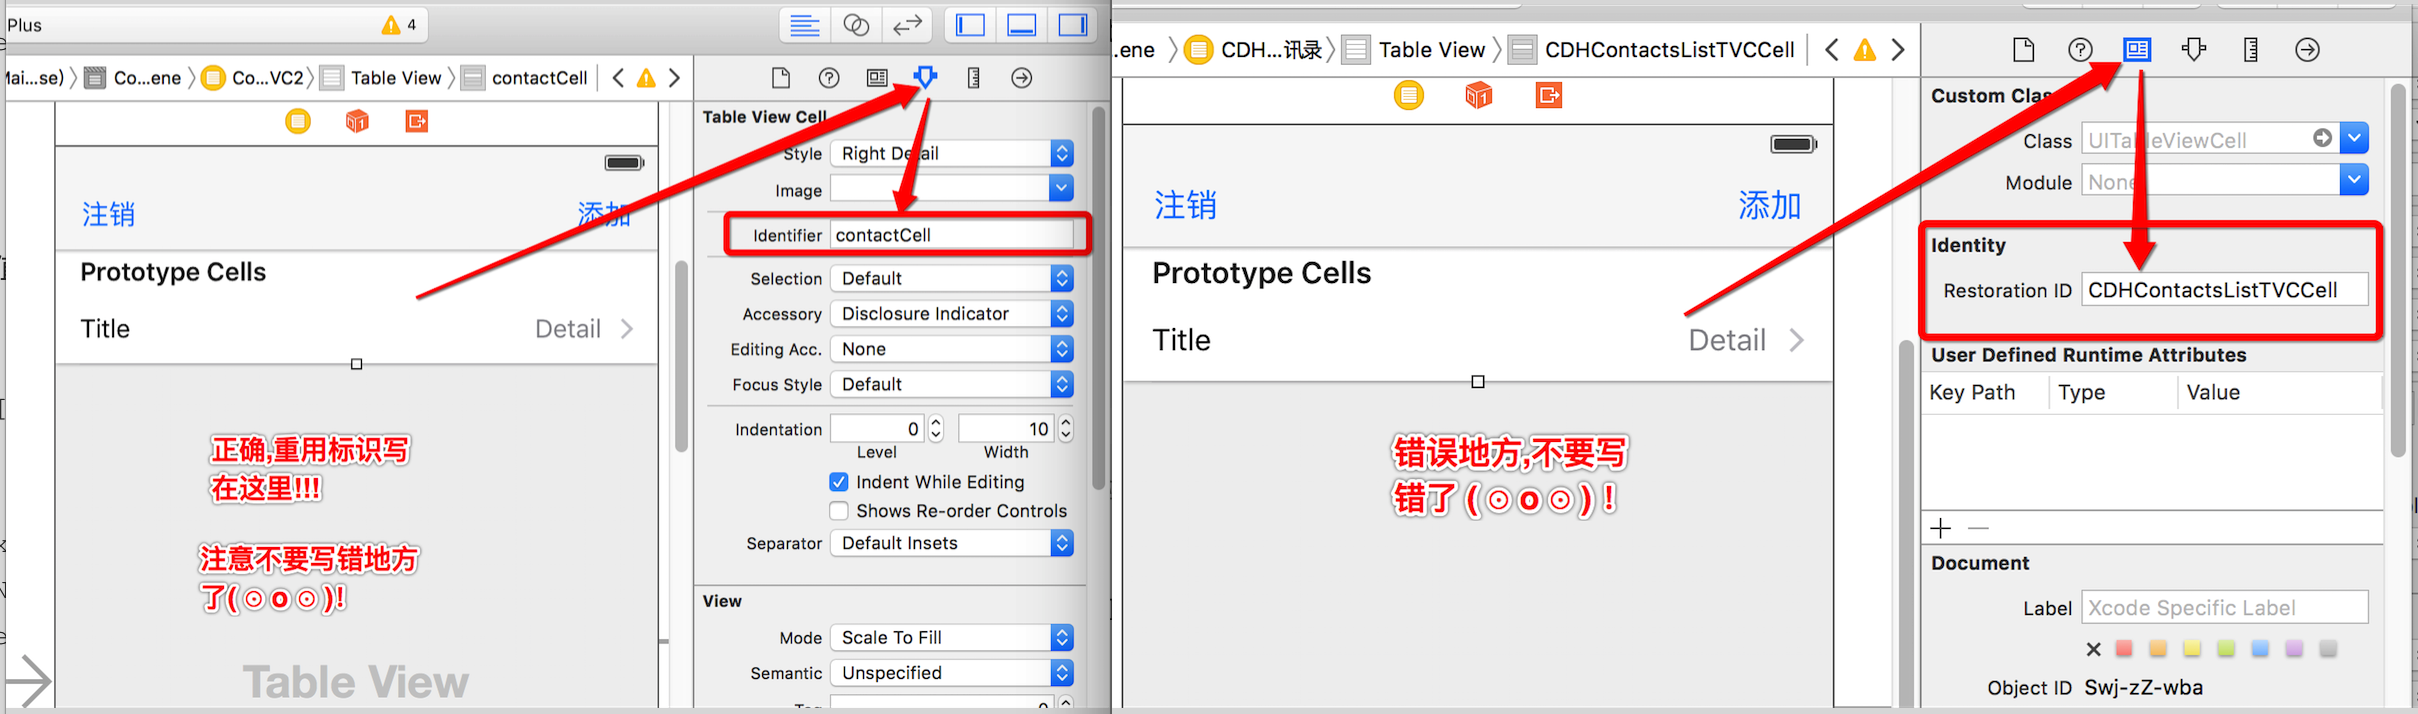 Plus
4
Mai...se)
Co...ene
Co...VC2
Table View
contactCell
注销
添加
Prototype Cells
Title
Detail
正确,重用标识写
在这里!!!
注意不要写错地方
了(⊙o⊙)!
Table View
Table View Cell
Style
Right Detail
Image
Identifier
contactCell
Selection
Default
Accessory
Disclosure Indicator
Editing Acc.
None
Focus Style
Default
Indentation
0
10
Level
Width
Indent While Editing
Shows Re-order Controls
Separator
Default Insets
View
Mode
Scale To Fill
Semantic
Unspecified
.ene
CDH...讯录
Table View
CDHContactsListTVCCell
注销
添加
Prototype Cells
Title
Detail
错误地方,不要写
错了(⊙o⊙)!
Custom Clas
Class
UITableViewCell
Module
None
Identity
Restoration ID
CDHContactsListTVCCell
User Defined Runtime Attributes
Key Path
Type
Value
Document
Label
Xcode Specific Label
Object ID
Swj-zZ-wba